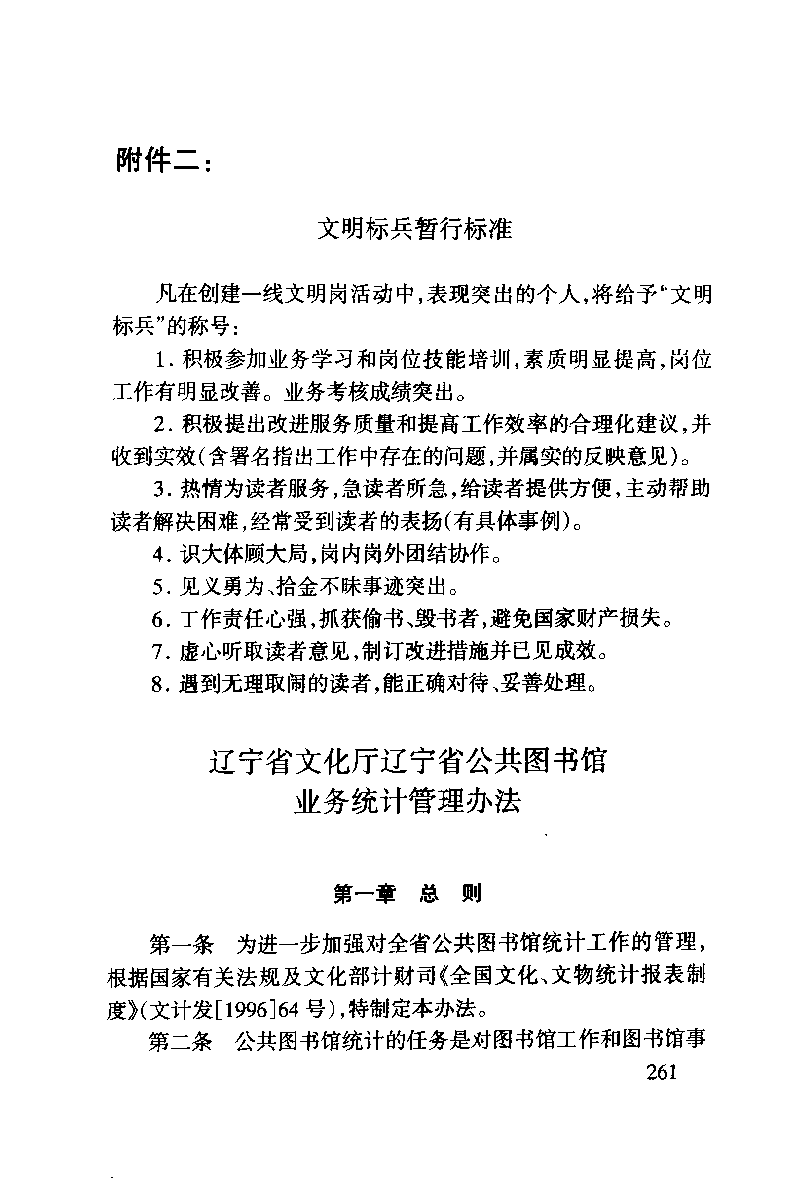 附件二:
文明标兵暂行标准
凡在创建一线文明岗活动中,表现突出的个人,将给予“文明
标兵”的称号:
1. 积极参加业务学习和岗位技能培训,素质明显提高,岗位
工作有明显改善。业务考核成绩突出。
2. 积极提出改进服务质量和提高工作效率的合理化建议,并
收到实效(含署名指出工作中存在的问题,并属实的反映意见)。
3. 热情为读者服务,急读者所急,给读者提供方便,主动帮助
读者解决困难,经常受到读者的表扬(有具体事例)。
4. 识大体顾大局,岗内岗外团结协作。
5. 见义勇为、拾金不昧事迹突出。
6. 工作责任心强,抓获偷书、毁书者,避免国家财产损失。
7. 虚心听取读者意见,制订改进措施并已见成效。
8. 遇到无理取闹的读者,能正确对待、妥善处理。
辽宁省文化厅辽宁省公共图书馆
业务统计管理办法
第一章 总 则
第一条 为进一步加强对全省公共图书馆统计工作的管理,
根据国家有关法规及文化部计财司《全国文化、文物统计报表制
度》(文计发[1996]64 号),特制定本办法。
第二条 公共图书馆统计的任务是对图书馆工作和图书馆事
261